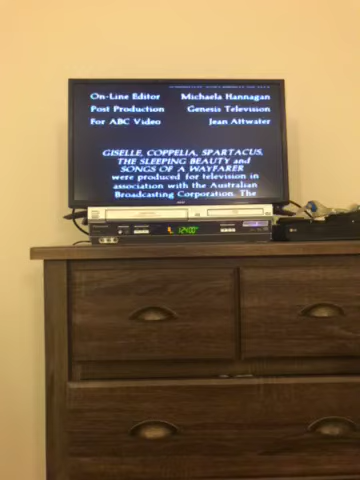 On-Line Editor Michaela Hannagan
Post Production Genesis Television
For ABC Video Jean Attwater
GISELLE, COPPELIA, SPARTACUS,
THE SLEEPING BEAUTY and
SONGS OF A WAYFARER
were produced for television in
association with the Australian
Broadcasting Corporation. The